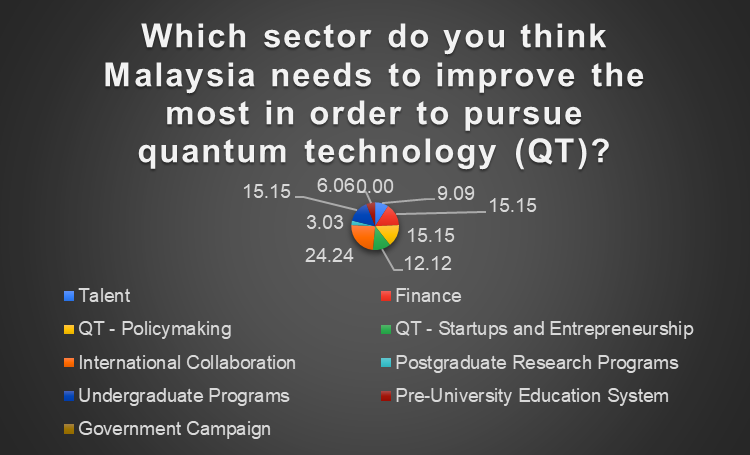 Which sector do you think
Malaysia needs to improve the
most in order to pursue
quantum technology (QT)?
15.15
6.06
0.00
9.09
15.15
3.03
15.15
24.24
12.12
Talent
Finance
QT - Policymaking
QT - Startups and Entrepreneurship
International Collaboration
Postgraduate Research Programs
Undergraduate Programs
Pre-University Education System
Government Campaign